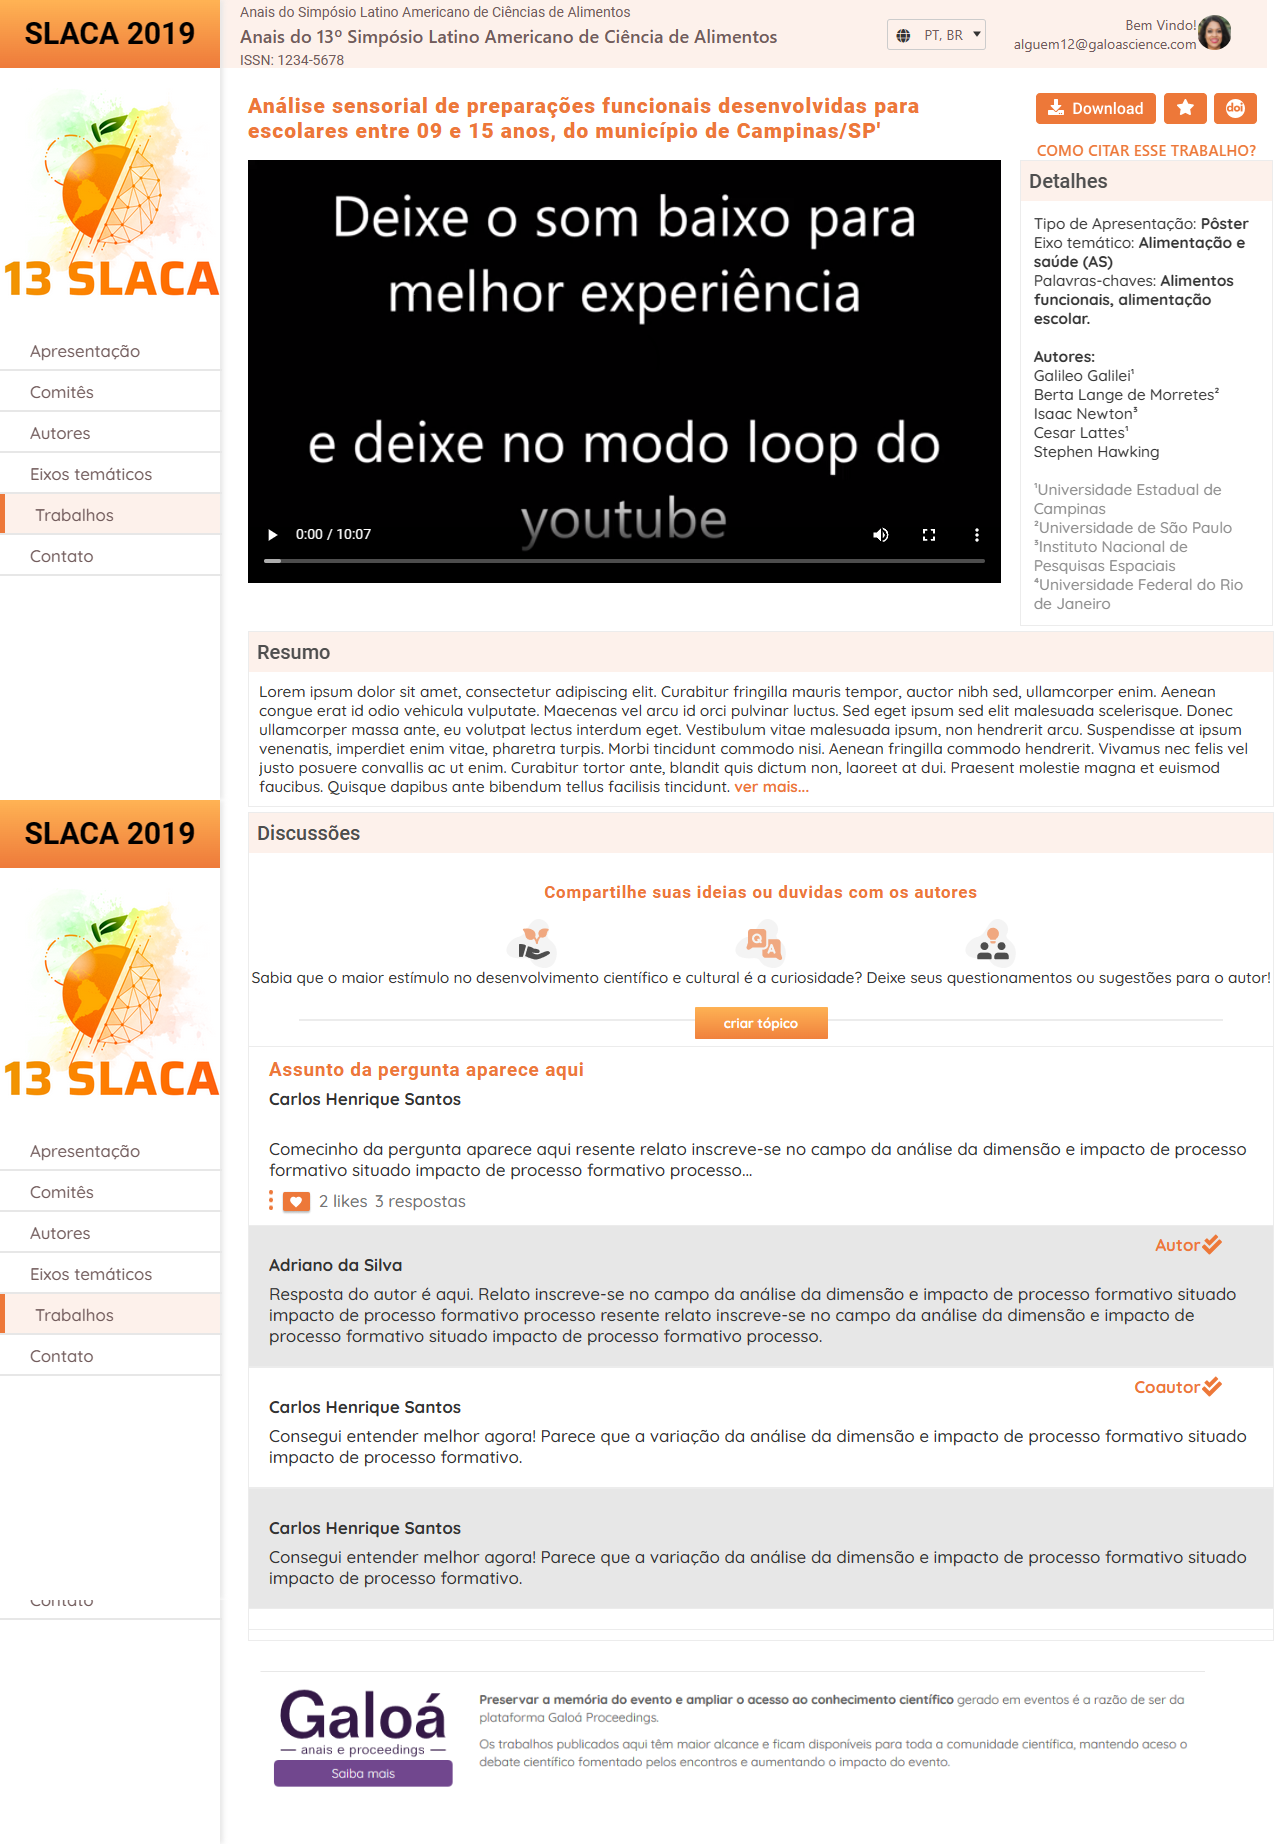 SLACA 2019
Anais do Simpósio Latino Americano de Ciências de Alimentos
Anais do 13º Simpósio Latino Americano de Ciência de Alimentos
ISSN: 1234-5678
PT, BR
Bem Vindo!
alguem12@galoascience.com
13 SLACA
Apresentação
Comitês
Autores
Eixos temáticos
Trabalhos
Contato
Análise sensorial de preparações funcionais desenvolvidas para
escolares entre 09 e 15 anos, do município de Campinas/SP'
Download
doi
COMO CITAR ESSE TRABALHO?
Deixe o som baixo para
melhor experiência
e deixe no modo loop do
youtube
0:00 / 10:07
Detalhes
Tipo de Apresentação: Pôster
Eixo temático: Alimentação e
saúde (AS)
Palavras-chaves: Alimentos
funcionais, alimentação
escolar.
Autores:
Galileo Galilei¹
Berta Lange de Morretes²
Isaac Newton³
Cesar Lattes¹
Stephen Hawking
¹Universidade Estadual de
Campinas
²Universidade de São Paulo
³Instituto Nacional de
Pesquisas Espaciais
⁴Universidade Federal do Rio
de Janeiro
Resumo
Lorem ipsum dolor sit amet, consectetur adipiscing elit. Curabitur fringilla mauris tempor, auctor nibh sed, ullamcorper enim. Aenean
congue erat id odio vehicula vulputate. Maecenas vel arcu id orci pulvinar luctus. Sed eget ipsum sed elit malesuada scelerisque. Donec
ullamcorper massa ante, eu volutpat lectus interdum eget. Vestibulum vitae malesuada ipsum, non hendrerit arcu. Suspendisse at ipsum
venenatis, imperdiet enim vitae, pharetra turpis. Morbi tincidunt commodo nisi. Aenean fringilla commodo hendrerit. Vivamus nec felis vel
justo posuere convallis ac ut enim. Curabitur tortor ante, blandit quis dictum non, laoreet at dui. Praesent molestie magna et euismod
faucibus. Quisque dapibus ante bibendum tellus facilisis tincidunt. ver mais...
SLACA 2019
13 SLACA
Apresentação
Comitês
Autores
Eixos temáticos
Trabalhos
Contato
Contato
Discussões
Compartilhe suas ideias ou duvidas com os autores
Q
A
Sabia que o maior estímulo no desenvolvimento científico e cultural é a curiosidade? Deixe seus questionamentos ou sugestões para o autor!
criar tópico
Assunto da pergunta aparece aqui
Carlos Henrique Santos
Comecinho da pergunta aparece aqui resente relato inscreve-se no campo da análise da dimensão e impacto de processo
formativo situado impacto de processo formativo processo...
2 likes 3 respostas
Autor
Adriano da Silva
Resposta do autor é aqui. Relato inscreve-se no campo da análise da dimensão e impacto de processo formativo situado
impacto de processo formativo processo resente relato inscreve-se no campo da análise da dimensão e impacto de
processo formativo situado impacto de processo formativo processo.
Coautor
Carlos Henrique Santos
Consegui entender melhor agora! Parece que a variação da análise da dimensão e impacto de processo formativo situado
impacto de processo formativo.
Carlos Henrique Santos
Consegui entender melhor agora! Parece que a variação da análise da dimensão e impacto de processo formativo situado
impacto de processo formativo.
Galoá
anais e proceedings
Saiba mais
Preservar a memória do evento e ampliar o acesso ao conhecimento científico gerado em eventos é a razão de ser da
plataforma Galoá Proceedings.
Os trabalhos publicados aqui têm maior alcance e ficam disponíveis para toda a comunidade científica, mantendo aceso o
debate científico fomentado pelos encontros e aumentando o impacto do evento.